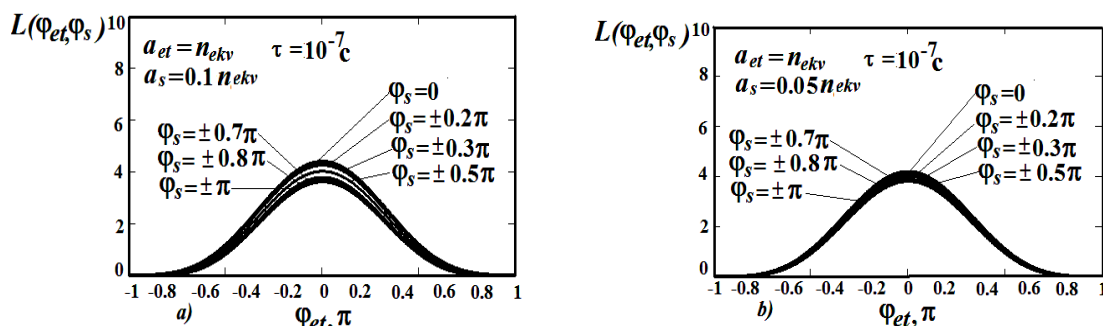 L(φet,φs) 10
aet = nekv τ = 10⁻⁷c
as=0.1 nekv
8
6
4
2
0
φs=0
φs=±0.2π
φs=±0.3π
φs=±0.5π
φs=±0.7π
φs=±0.8π
φs=±π
-1 -0.8 -0.6 -0.4 -0.2 0 0.2 0.4 0.6 0.8 1
a) φet, π
L(φet,φs) 10
aet = nekv τ = 10⁻⁷c
as=0.05nekv
8
6
4
2
0
φs=0
φs=±0.2π
φs=±0.3π
φs=±0.5π
φs=±0.7π
φs=±0.8π
φs=±π
-1 -0.8 -0.6 -0.4 -0.2 0 0.2 0.4 0.6 0.8 1
φet, π b)